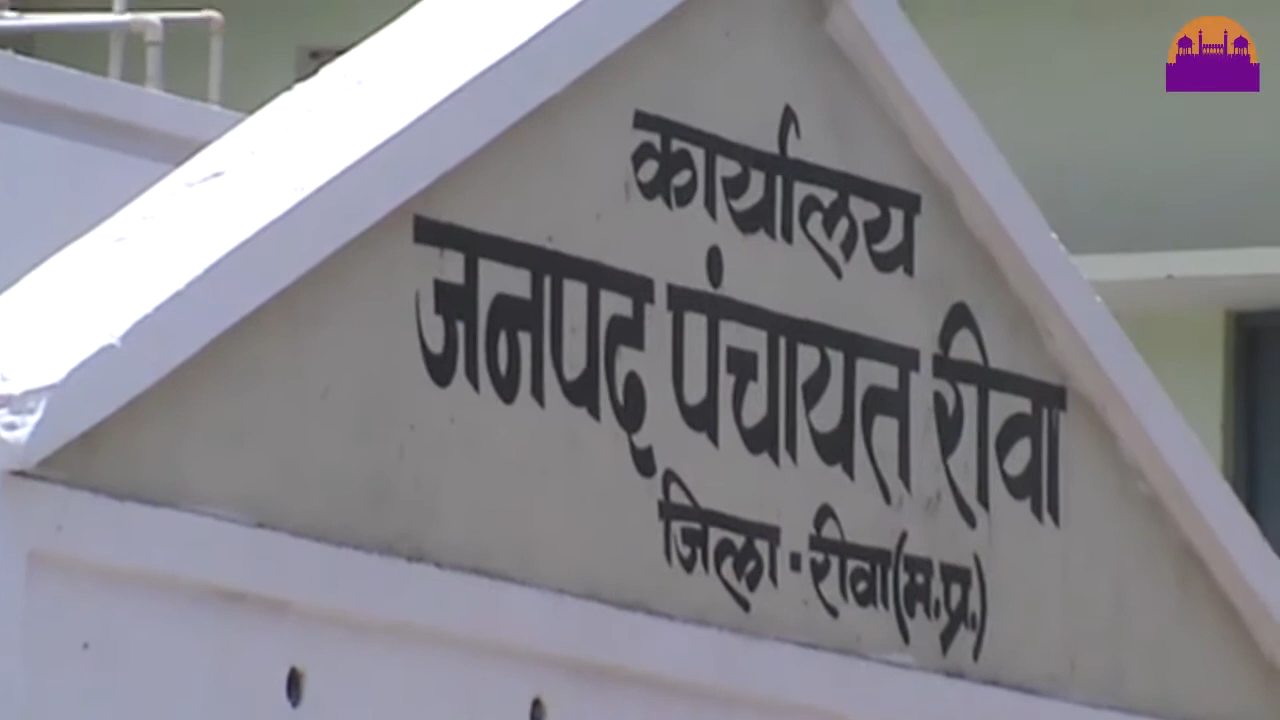 कार्यालय
जनपद पंचायत रीवा
जिला - रीवा (म.प्र.)